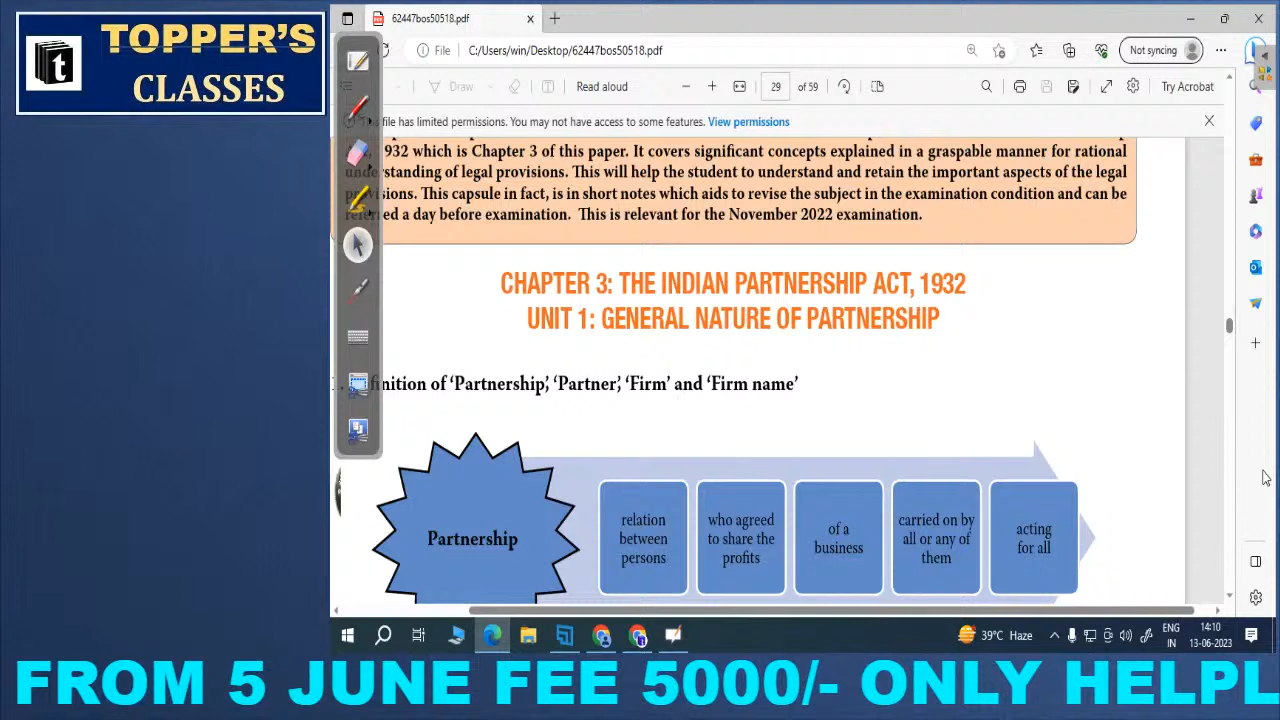 TOPPER'S
CLASSES
t
62447bos50518.pdf
File
C:/Users/win/Desktop/62447bos50518.pdf
Not syncing
Draw
Read aloud
29
of 59
Try Acrobat
file has limited permissions. You may not have access to some features. View permissions
1932 which is Chapter 3 of this paper. It covers significant concepts explained in a graspable manner for rational
understanding of legal provisions. This will help the student to understand and retain the important aspects of the legal
provisions. This capsule in fact, is in short notes which aids to revise the subject in the examination condition and can be
referred a day before examination. This is relevant for the November 2022 examination.
CHAPTER 3: THE INDIAN PARTNERSHIP ACT, 1932
UNIT 1: GENERAL NATURE OF PARTNERSHIP
inition of 'Partnership', 'Partner', 'Firm' and 'Firm name'
Partnership
relation
between
persons
who agreed
to share the
profits
of a
business
carried on by
all or any of
them
acting
for all
39°C Haze
ENG
IN
14:10
13-06-2023
FROM 5 JUNE FEE 5000/- ONLY HELPL